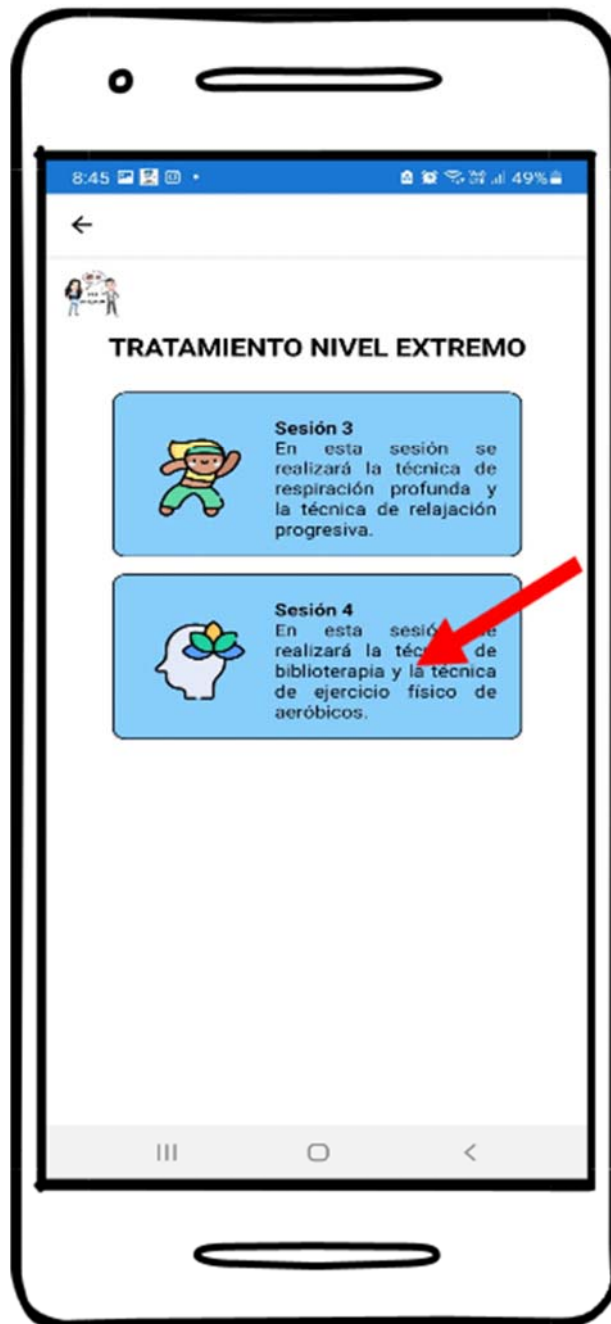 8:45
49%
TRATAMIENTO NIVEL EXTREMO
Sesión 3
En esta sesión se
realizará la técnica de
respiración profunda y
la técnica de relajación
progresiva.
Sesión 4
En esta
realizará la de
biblioterapia y la técnica
de ejercicio físico de
aeróbicos.